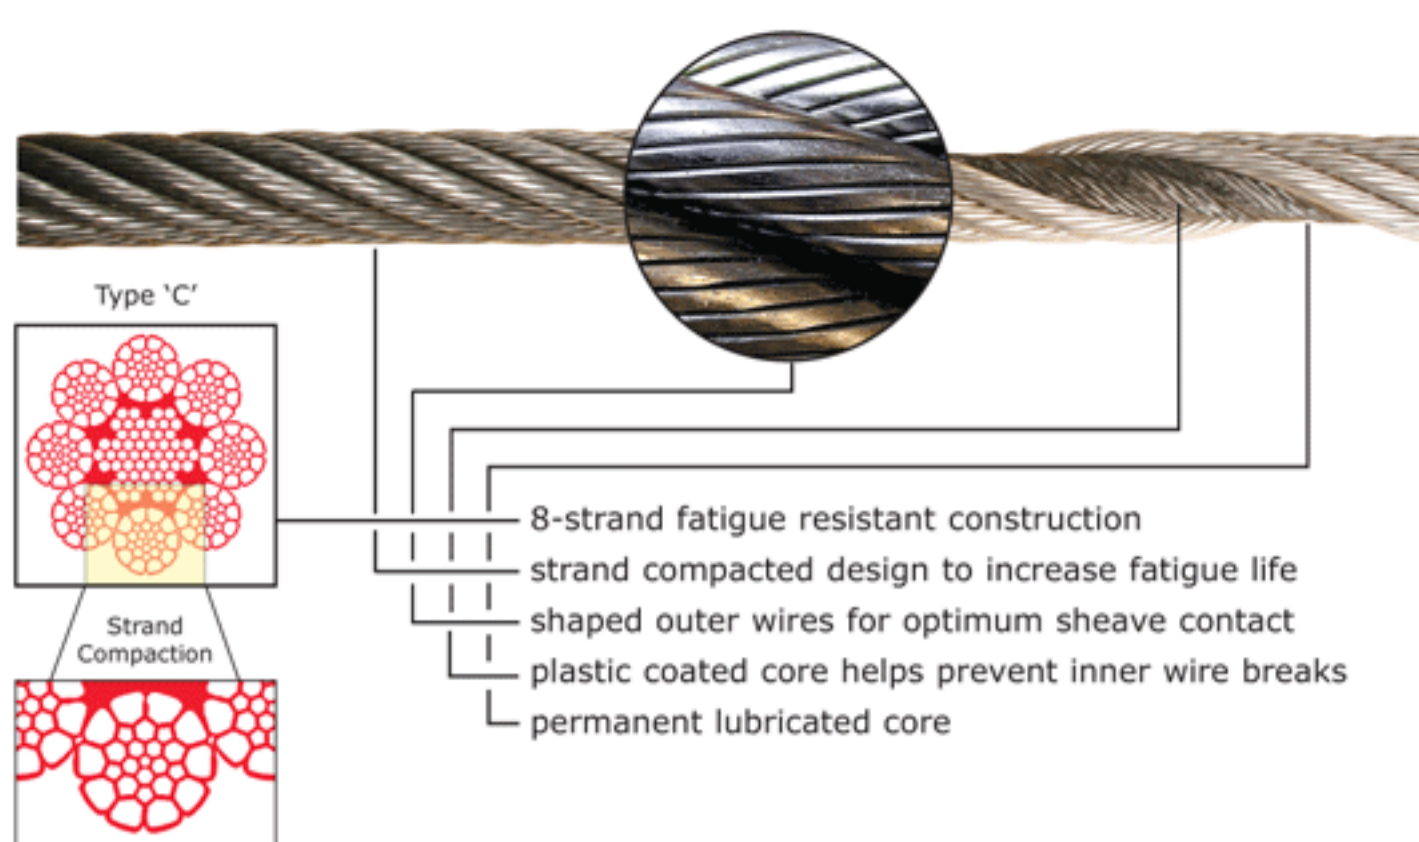 Type ‘C’
8-strand fatigue resistant construction
strand compacted design to increase fatigue life
shaped outer wires for optimum sheave contact
plastic coated core helps prevent inner wire breaks
permanent lubricated core
Strand
Compaction